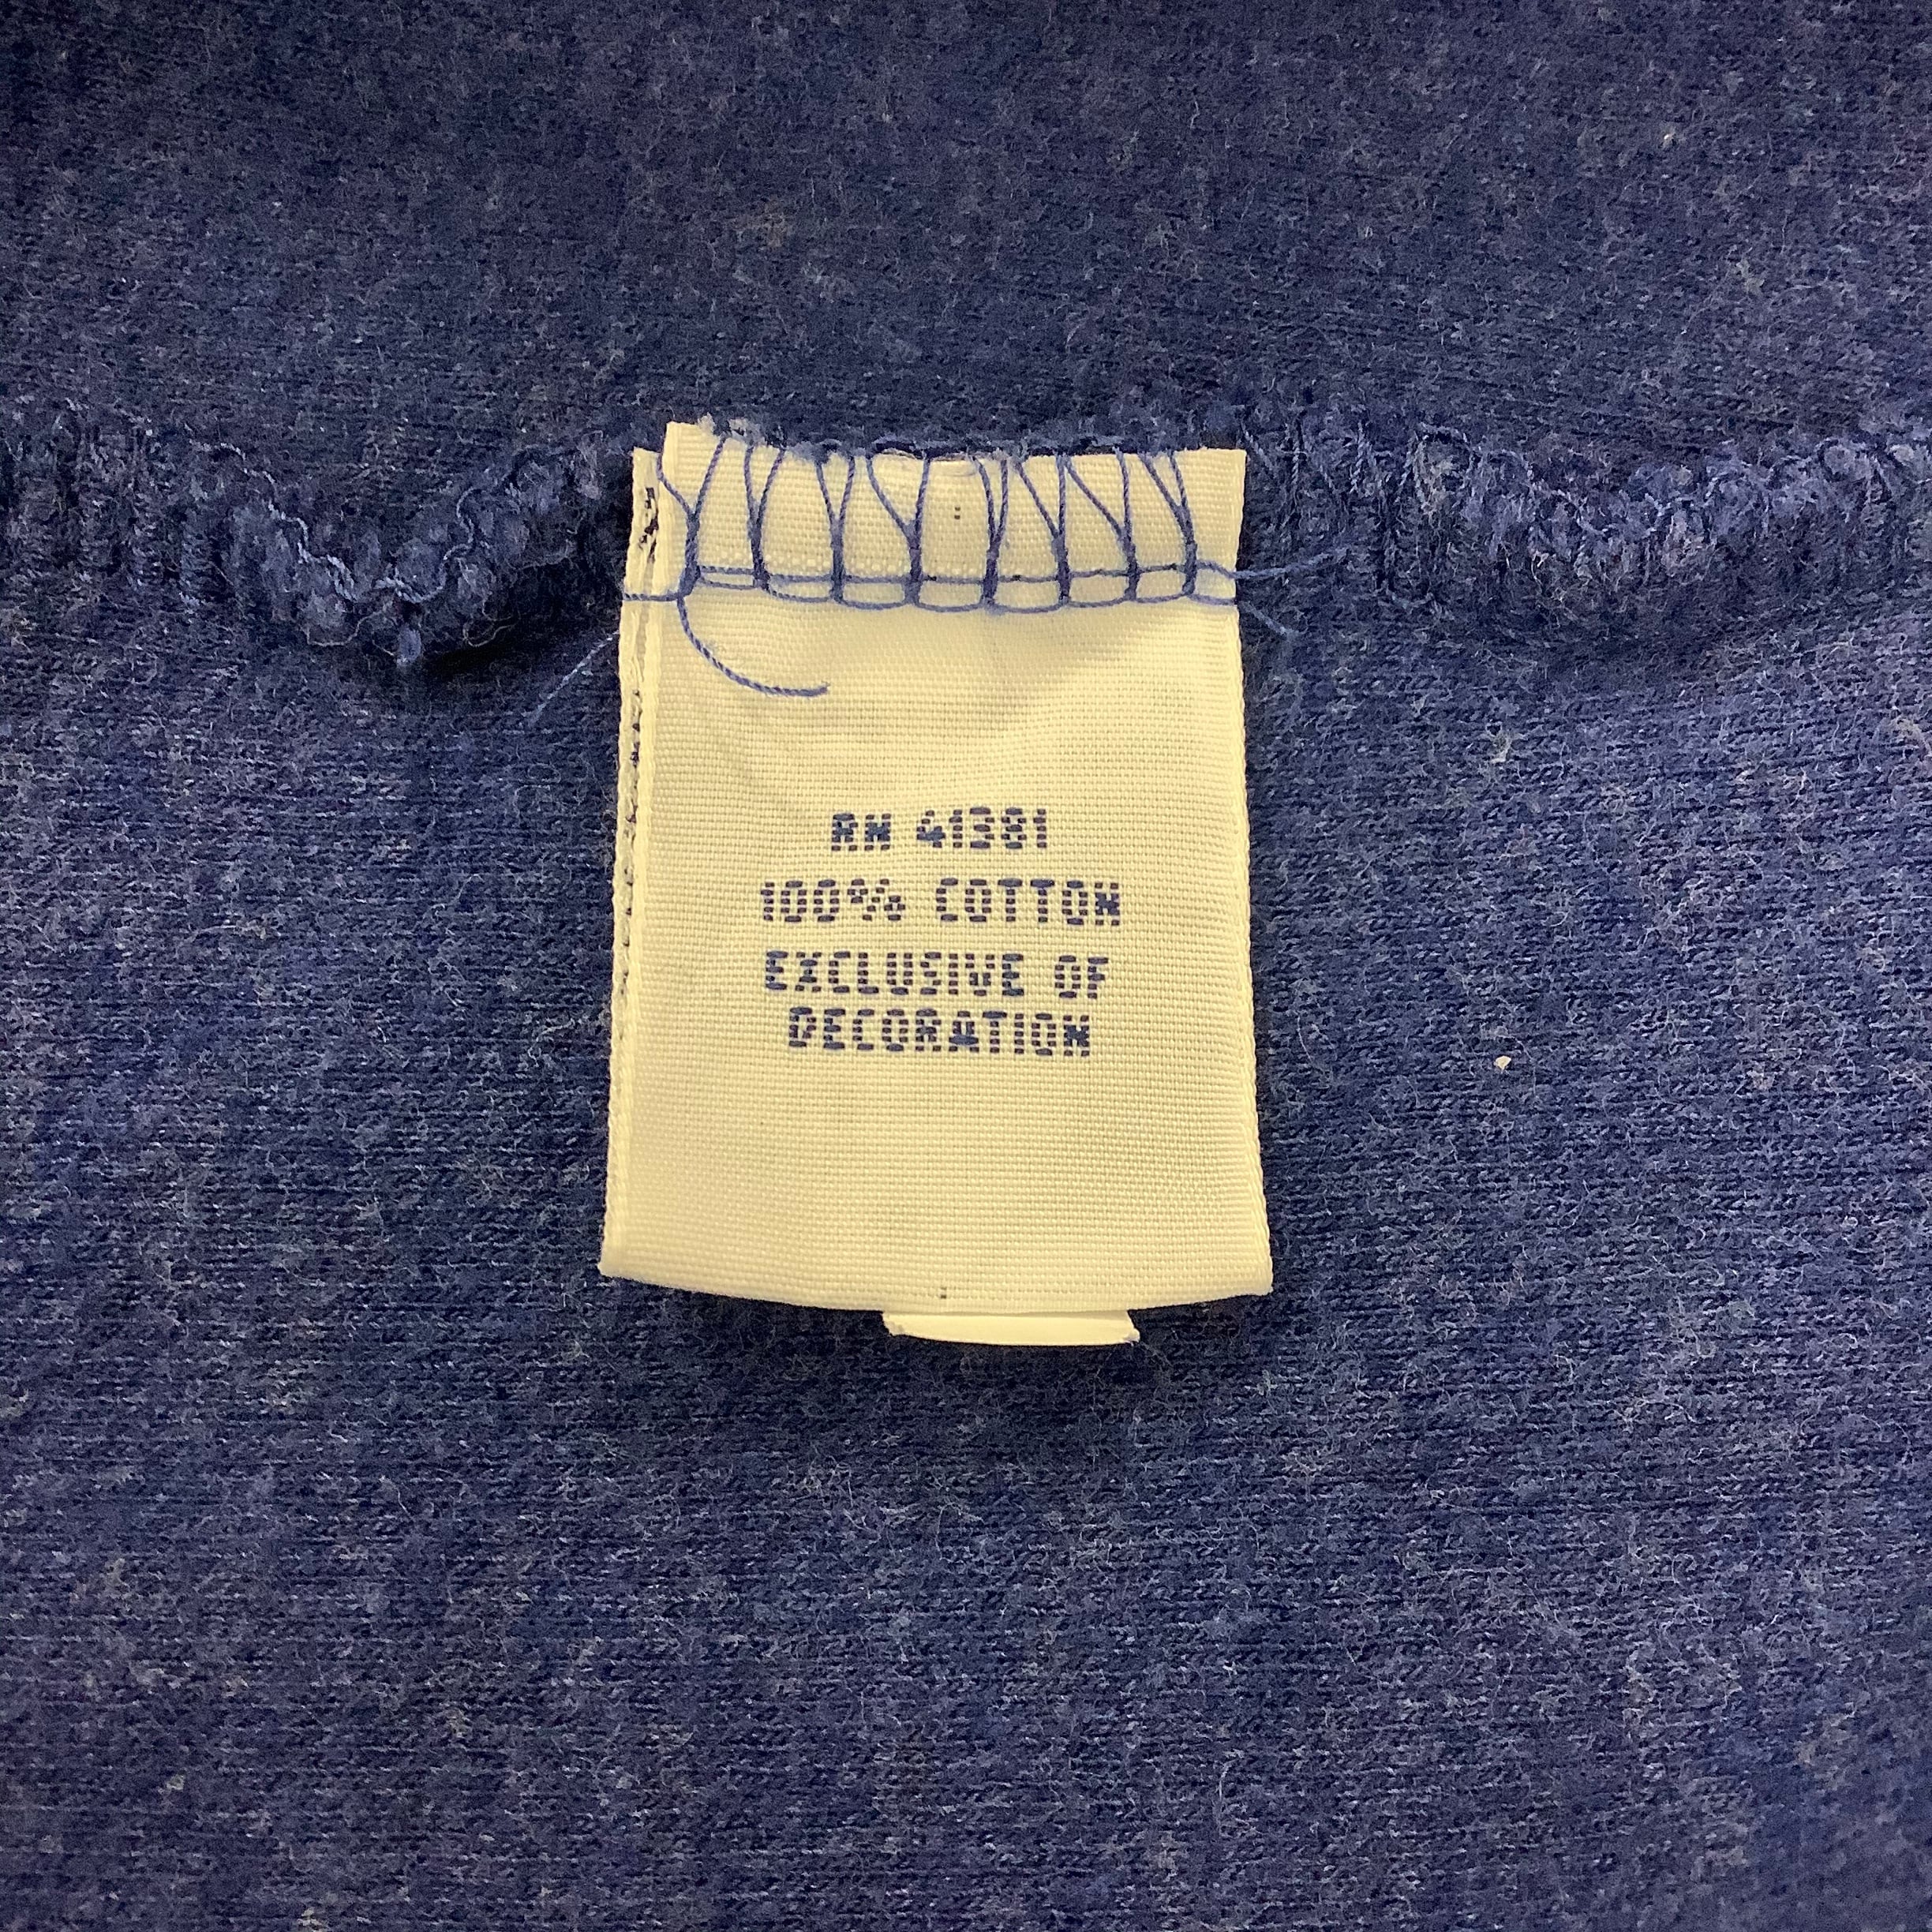 RN 41381
100% COTTON
EXCLUSIVE OF
DECORATION